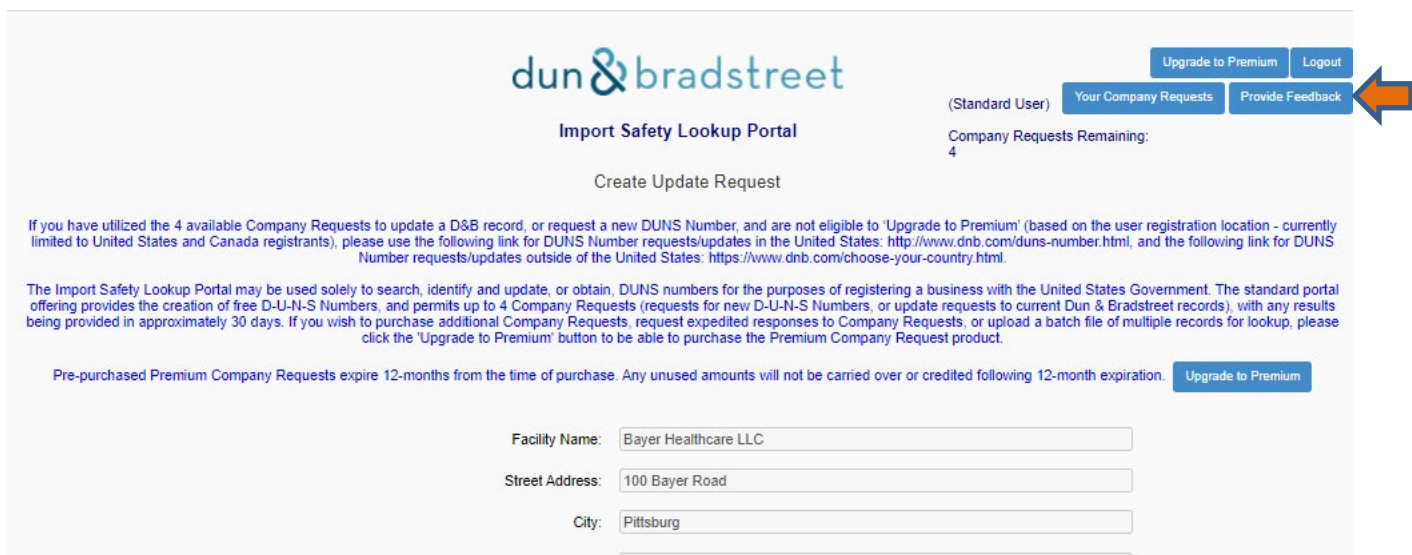 dun & bradstreet
Upgrade to Premium
Logout
(Standard User)
Your Company Requests
Provide Feedback
Import Safety Lookup Portal
Company Requests Remaining:
4
Create Update Request
If you have utilized the 4 available Company Requests to update a D&B record, or request a new DUNS Number, and are not eligible to 'Upgrade to Premium' (based on the user registration location - currently
limited to United States and Canada registrants), please use the following link for DUNS Number requests/updates in the United States: http://www.dnb.com/duns-number.html, and the following link for DUNS
Number requests/updates outside of the United States: https://www.dnb.com/choose-your-country.html.
The Import Safety Lookup Portal may be used solely to search, identify and update, or obtain, DUNS numbers for the purposes of registering a business with the United States Government. The standard portal
offering provides the creation of free D-U-N-S Numbers, and permits up to 4 Company Requests (requests for new D-U-N-S Numbers, or update requests to current Dun & Bradstreet records), with any results
being provided in approximately 30 days. If you wish to purchase additional Company Requests, request expedited responses to Company Requests, or upload a batch file of multiple records for lookup, please
click the 'Upgrade to Premium' button to be able to purchase the Premium Company Request product.
Pre-purchased Premium Company Requests expire 12-months from the time of purchase. Any unused amounts will not be carried over or credited following 12-month expiration. Upgrade to Premium
Facility Name: Bayer Healthcare LLC
Street Address: 100 Bayer Road
City: Pittsburg